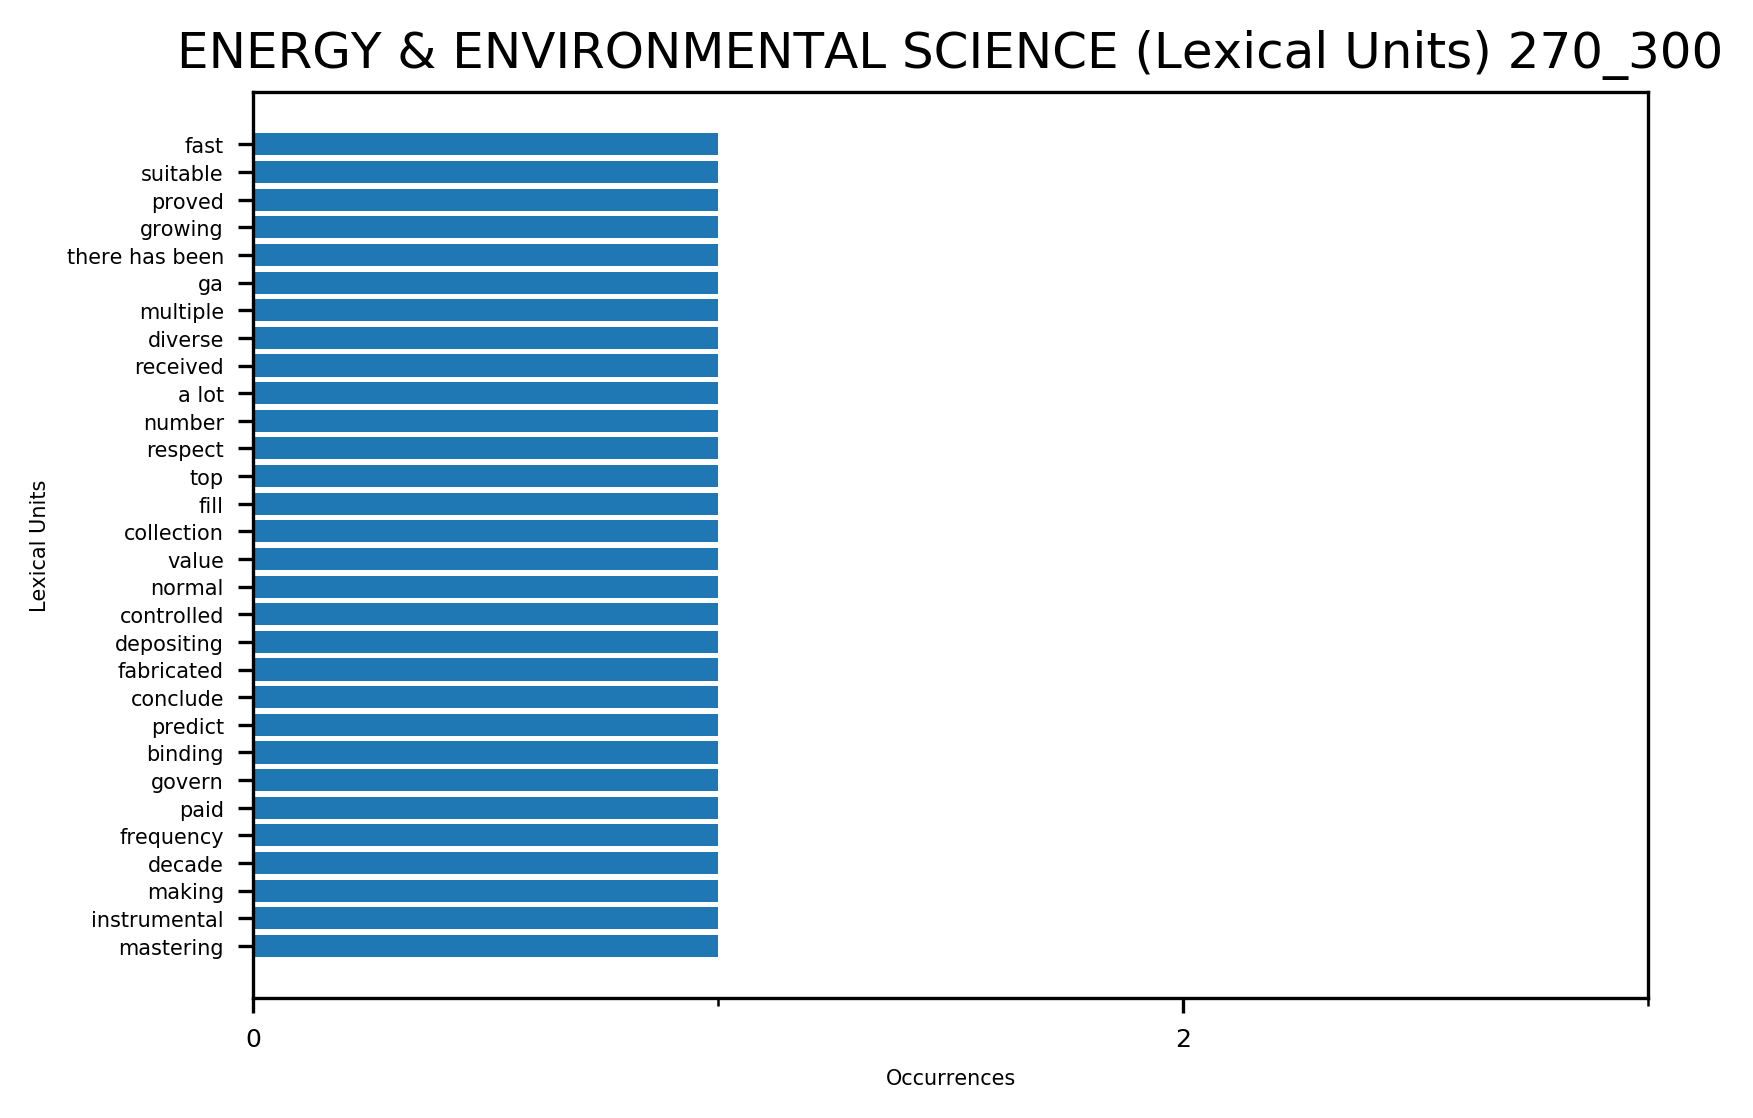 ENERGY & ENVIRONMENTAL SCIENCE (Lexical Units) 270_300
fast
suitable
proved
growing
there has been
ga
multiple
diverse
received
a lot
number
respect
top
fill
collection
value
normal
controlled
depositing
fabricated
conclude
predict
binding
govern
paid
frequency
decade
making
instrumental
mastering
Lexical Units
0
2
Occurrences